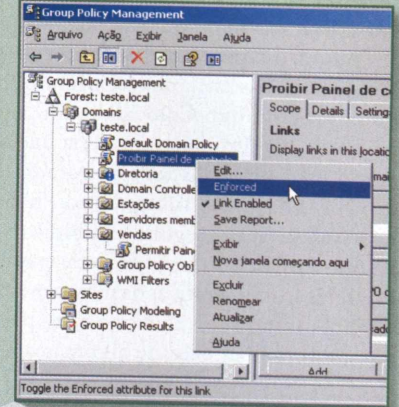 Group Policy Management
Arquivo Ação Exibir Janela Ajuda
Group Policy Management
Forest: teste.local
Domains
teste.local
Default Domain Policy
Proibir Painel de controle
Diretoria
Domain Controlle
Estações
Servidores memb
Vendas
Permitir Paine
Group Policy Obj
WMI Filters
Sites
Group Policy Modeling
Group Policy Results
Proibir Painel de c
Scope Details Setting
Links
Display links in this locatio
Edit...
Enforced
Link Enabled
Save Report...
Exibir
Nova janela começando aqui
Excluir
Renomear
Atualizar
Ajuda
Add
Toggle the Enforced attribute for this link